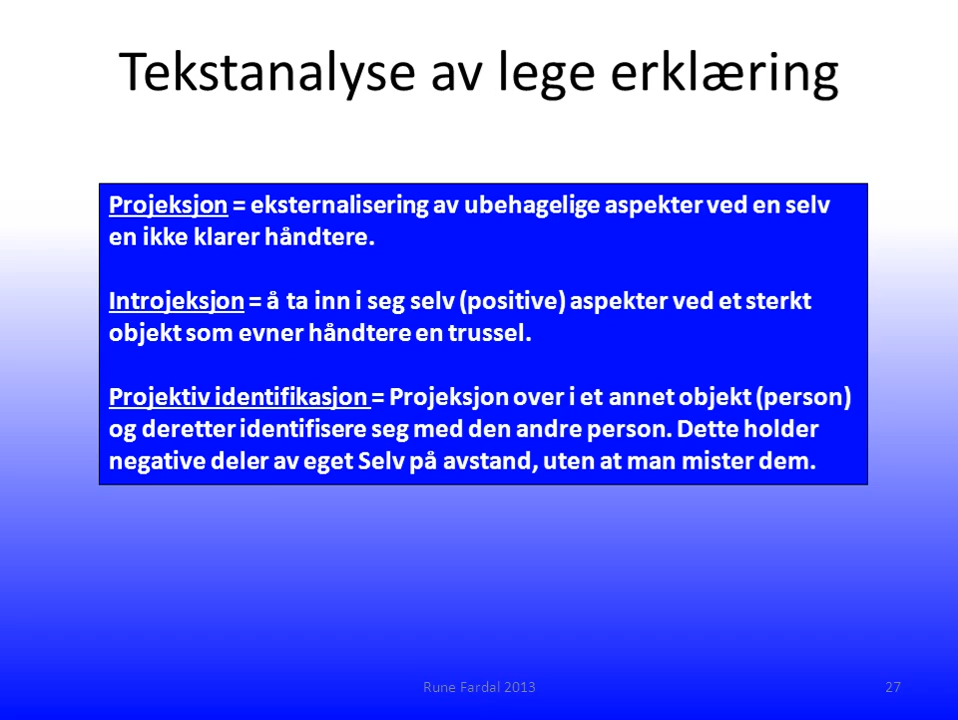 Tekstanalyse av lege erklæring
Projeksjon = eksternalisering av ubehagelige aspekter ved en selv
en ikke klarer håndtere.
Introjeksjon = å ta inn i seg selv (positive) aspekter ved et sterkt
objekt som evner håndtere en trussel.
Projektiv identifikasjon = Projeksjon over i et annet objekt (person)
og deretter identifisere seg med den andre person. Dette holder
negative deler av eget Selv på avstand, uten at man mister dem.
Rune Fardal 2013
27